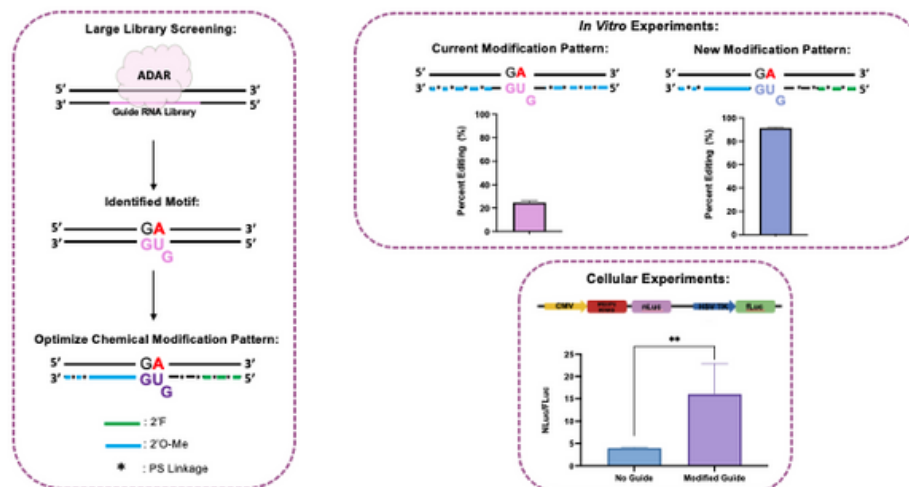 Large Library Screening:
ADAR
5' 3'
3' 5'
Guide RNA Library
Identified Motif:
5' GA 3'
3' GU 5'
G
Optimize Chemical Modification Pattern:
5' GA 3'
3' GU 5'
G
: 2'F
: 2'O-Me
* : PS Linkage
In Vitro Experiments:
Current Modification Pattern:
5' GA 3'
3' GU 5'
G
Percent Editing (%)
100
80
60
40
20
0
New Modification Pattern:
5' GA 3'
3' GU 5'
G
Percent Editing (%)
100
80
60
40
20
0
Cellular Experiments:
CMV nLuc HSV-TK fLuc
**
NLuc/FLuc
25
20
15
10
5
0
No Guide Modified Guide